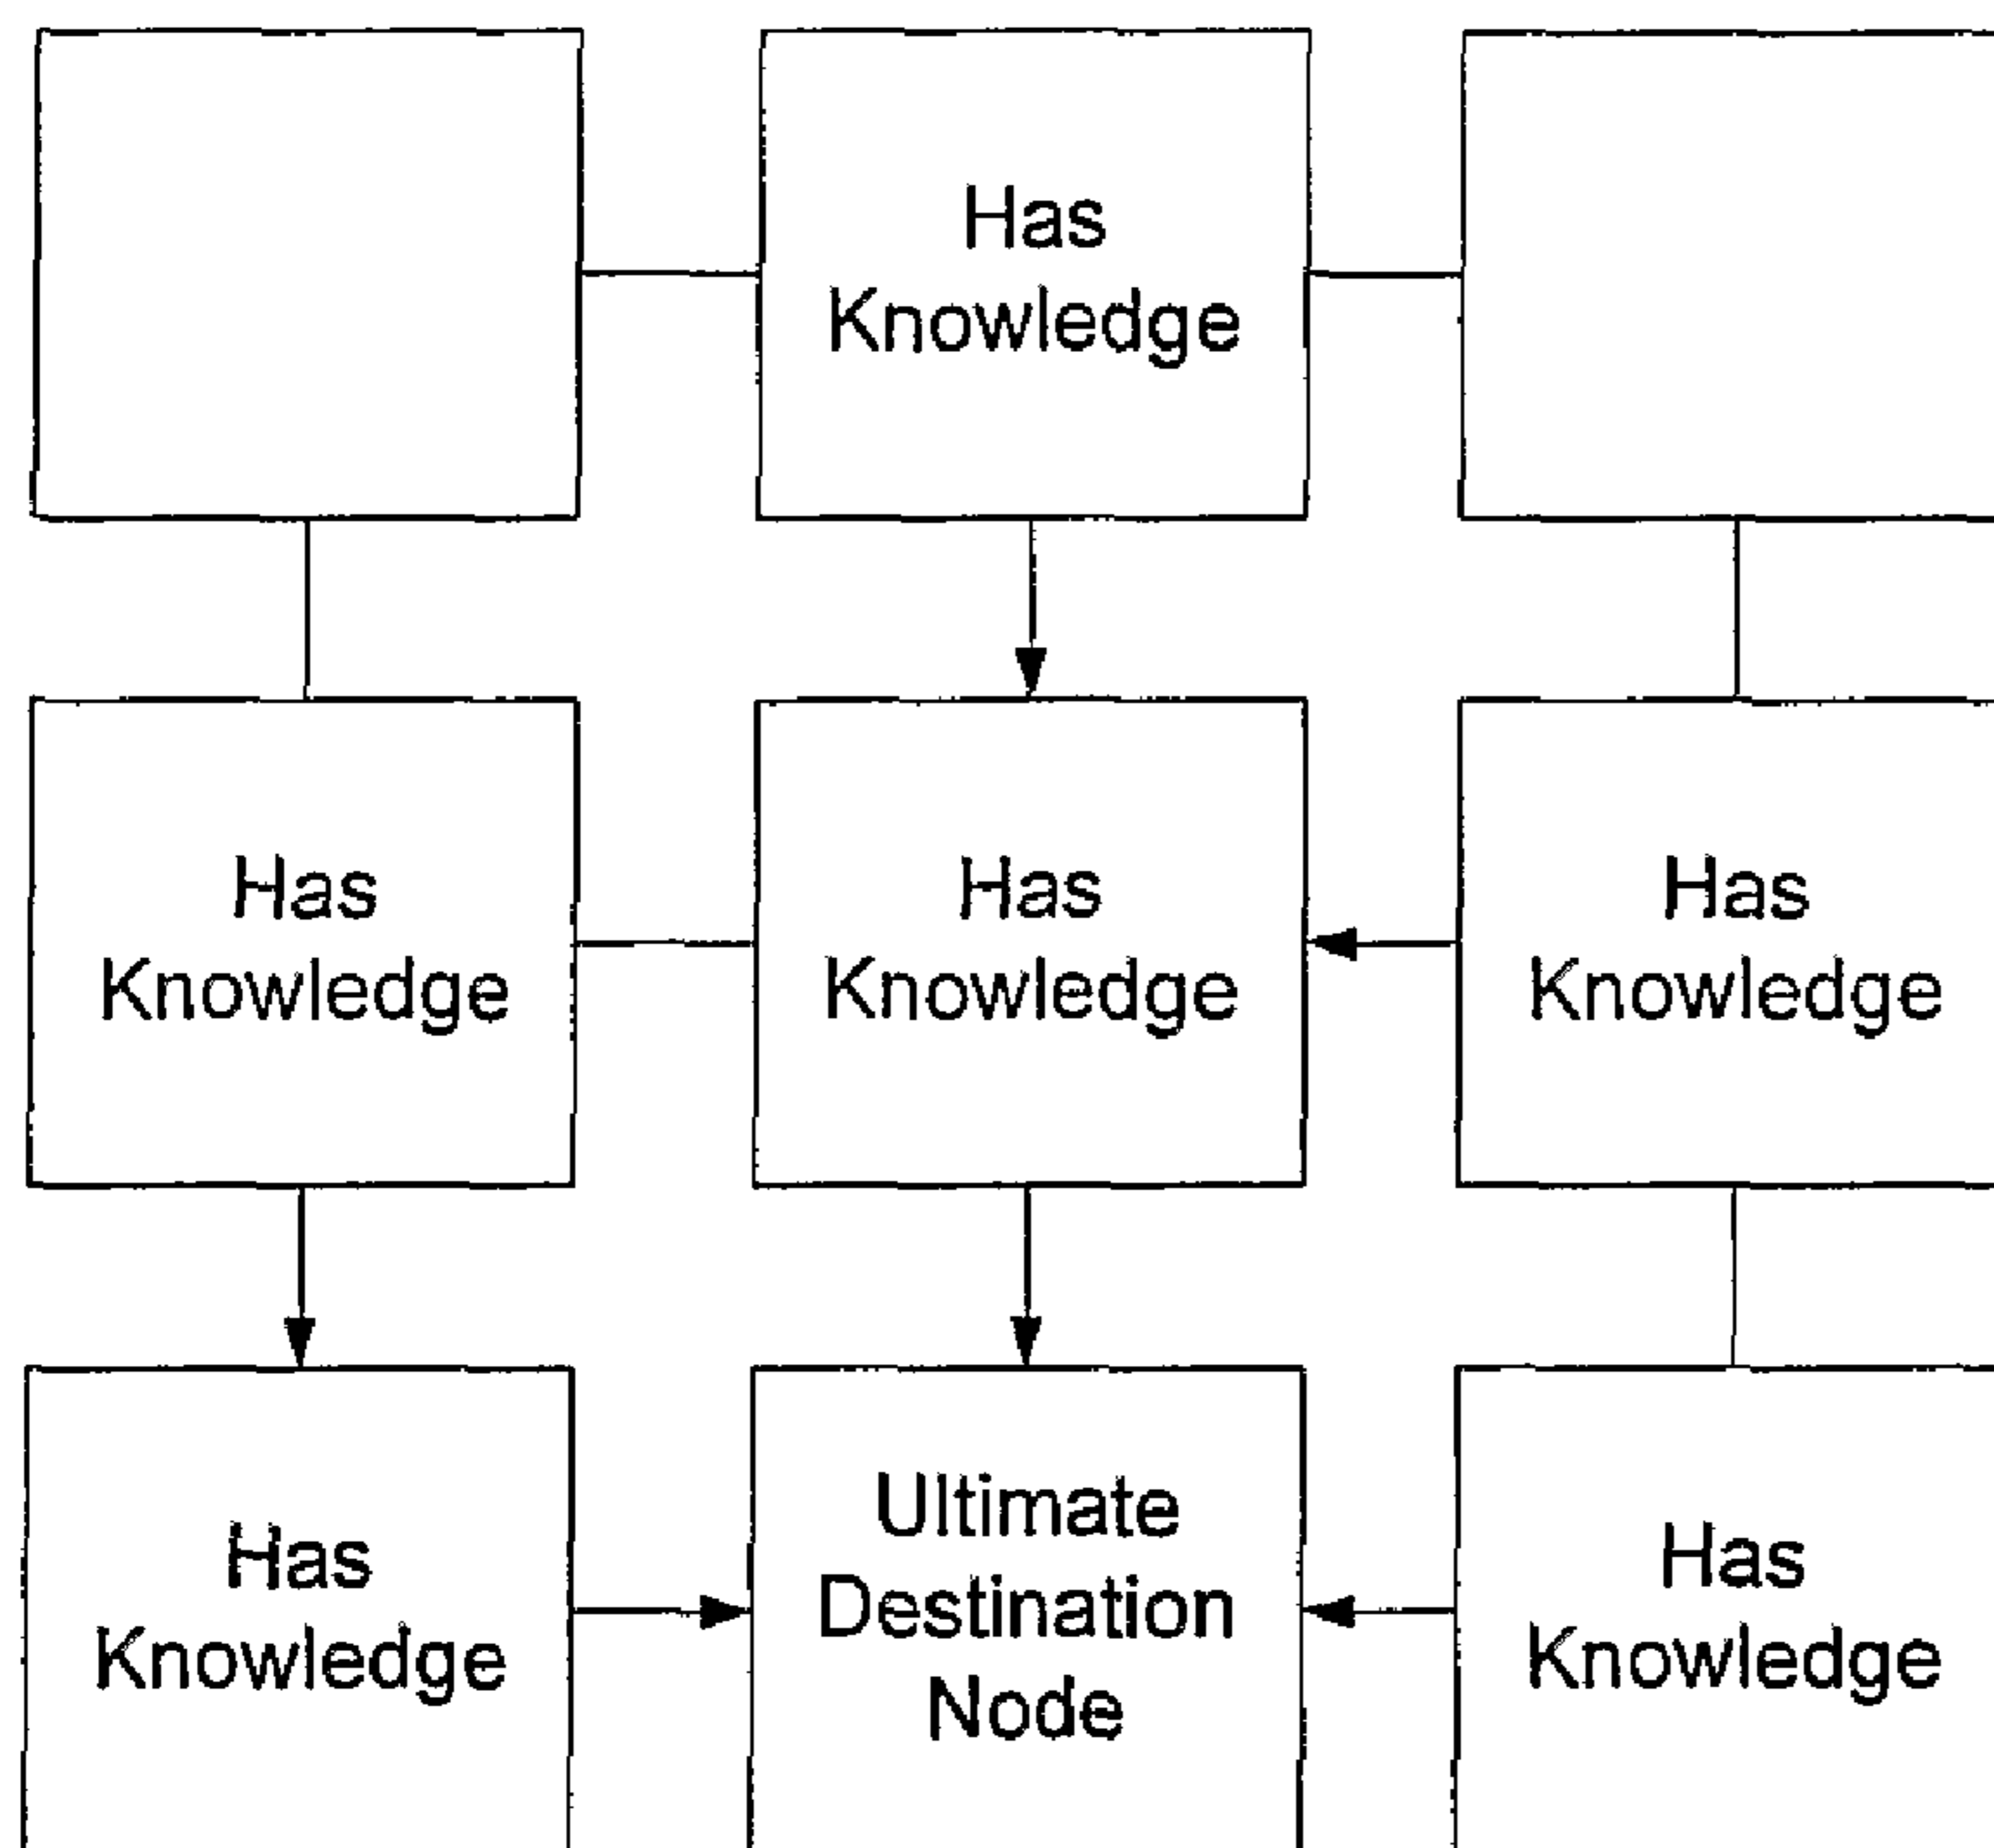 Has
Knowledge
Has
Knowledge
Has
Knowledge
Has
Knowledge
Has
Knowledge
Ultimate
Destination
Node
Has
Knowledge